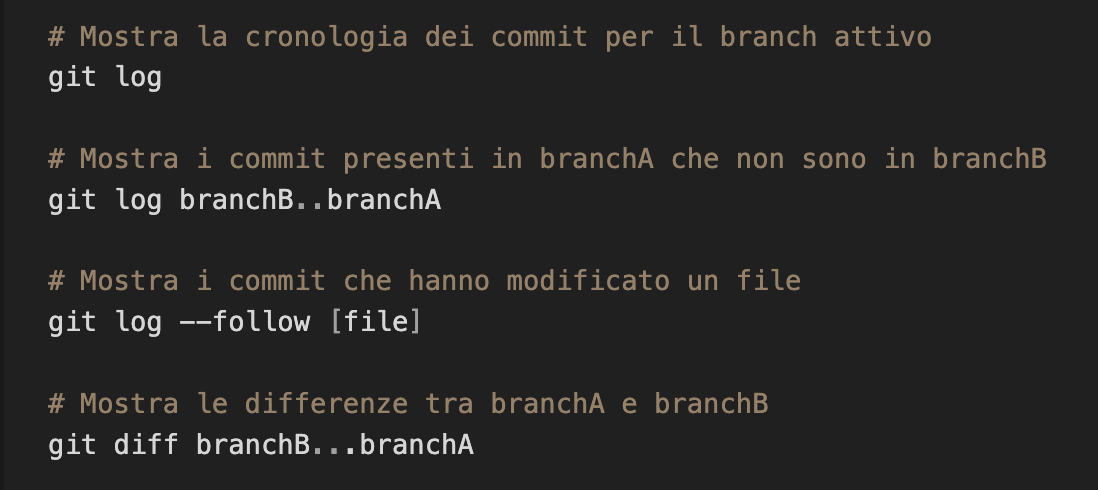 # Mostra la cronologia dei commit per il branch attivo
git log
# Mostra i commit presenti in branchA che non sono in branchB
git log branchB..branchA
# Mostra i commit che hanno modificato un file
git log --follow [file]
# Mostra le differenze tra branchA e branchB
git diff branchB...branchA